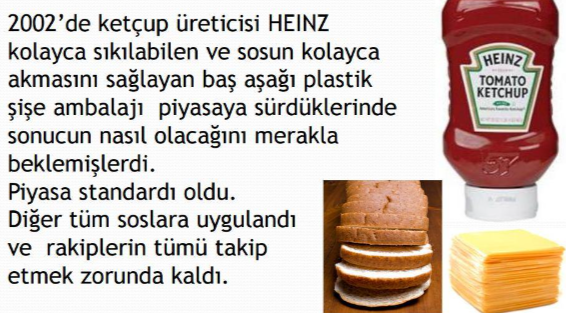 2002’de ketçup üreticisi HEINZ
kolayca sıkılabilen ve sosun kolayca
akmasını sağlayan baş aşağı plastik
şişe ambalajı piyasaya sürdüklerinde
sonucun nasıl olacağını merakla
beklemişlerdi.
Piyasa standardı oldu.
Diğer tüm soslara uygulandı
ve rakiplerin tümü takip
etmek zorunda kaldı.
HEINZ
TOMATO
KETCHUP
57